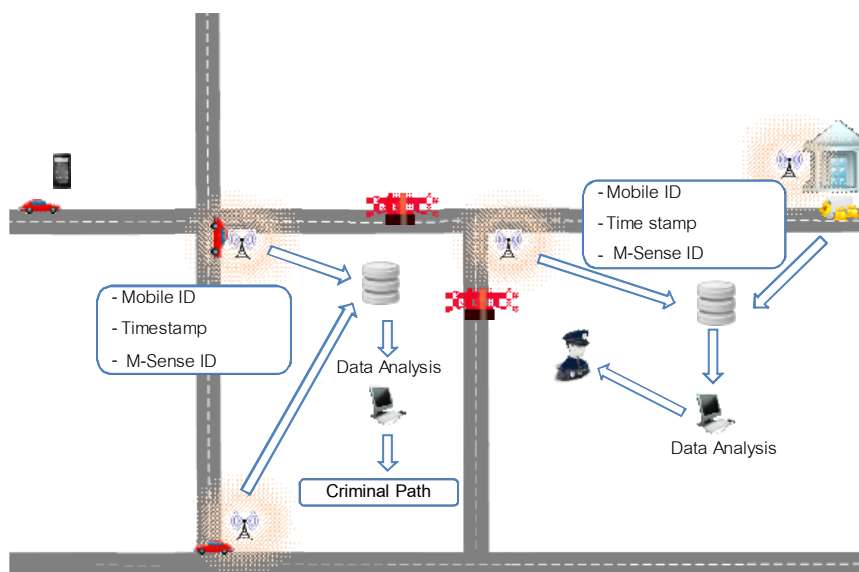 - Mobile ID
- Time stamp
- M-Sense ID
- Mobile ID
- Timestamp
- M-Sense ID
Data Analysis
Criminal Path
Data Analysis